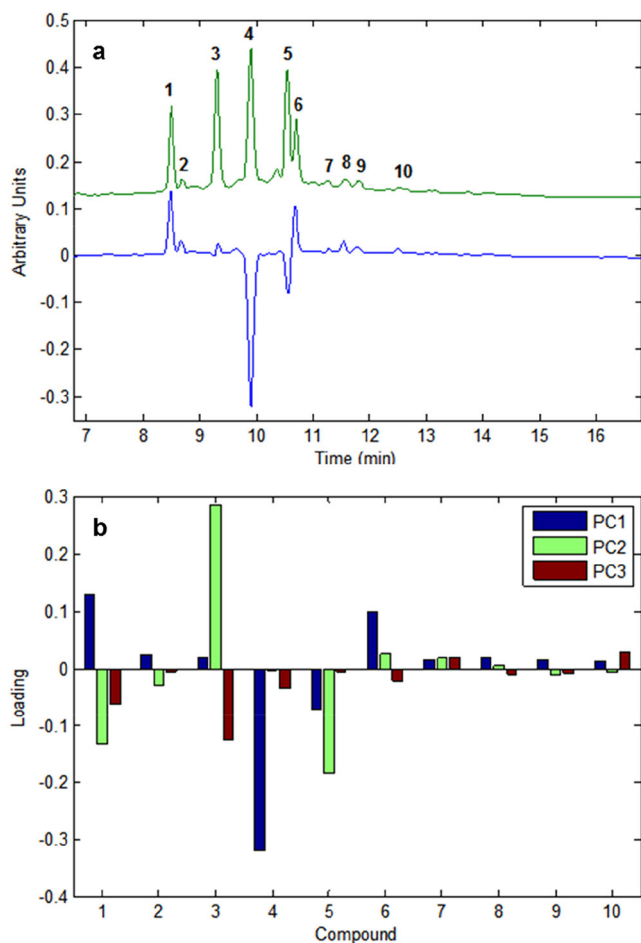 a
0.5
0.4
0.3
0.2
0.1
0
-0.1
-0.2
-0.3
Arbitrary Units
1
2
3
4
5
6
7
8
9
10
7 8 9 10 11 12 13 14 15 16
Time (min)
b
0.3
0.2
0.1
0
-0.1
-0.2
-0.3
-0.4
Loading
PC1
PC2
PC3
1 2 3 4 5 6 7 8 9 10
Compound